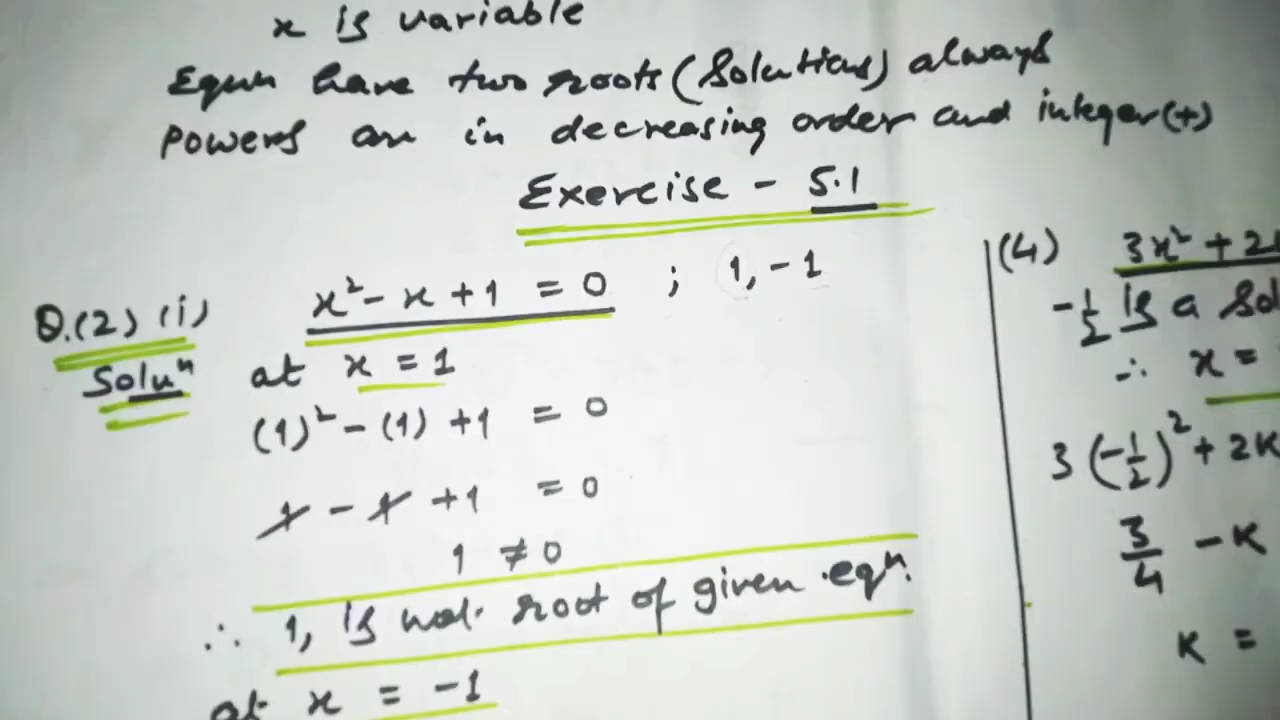 x is variable
Equn have two roots (Solutions) always
Powers are in decreasing order and integer(+)
Exercise - 5.1
Q.(2) (i) x² - x + 1 = 0 ; 1, -1
Soluⁿ at x = 1
(1)² - (1) + 1 = 0
1 - 1 + 1 = 0
1 ≠ 0
∴ 1, is not root of given eqⁿ.
at x = -1
(4) 3x² + 2
-1/2 is a Sol
∴ x =
3(-1/2)² + 2K
3/4 - K
K =